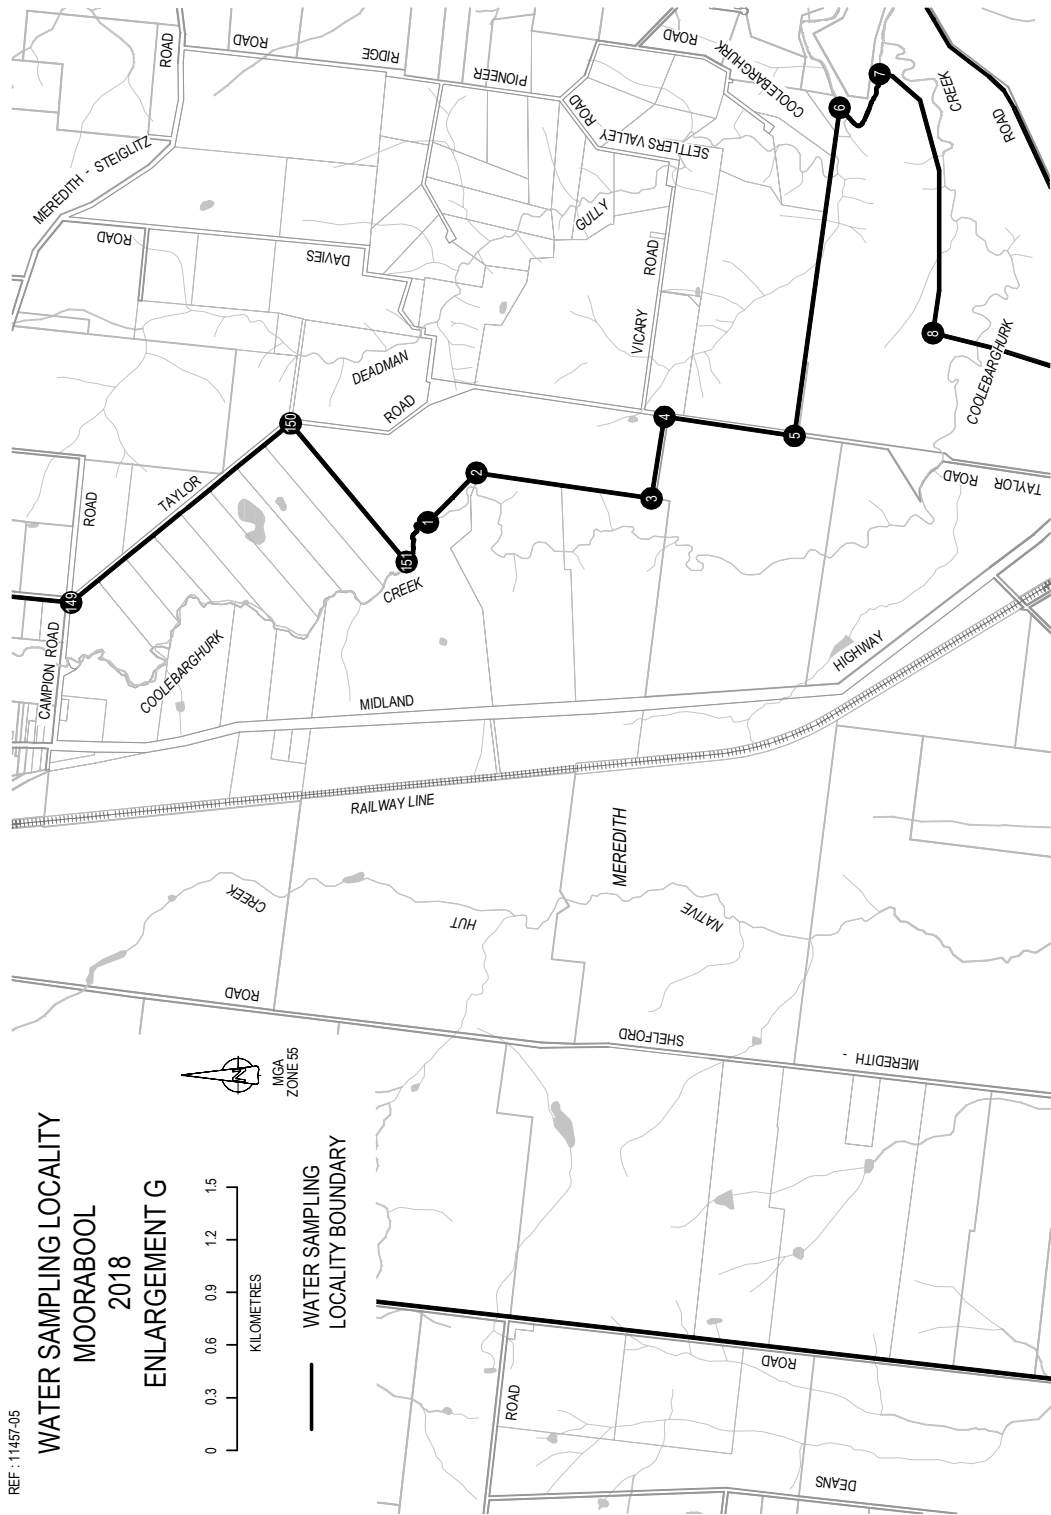 REF : 11457-05
WATER SAMPLING LOCALITY
MOORABOOL
2018
ENLARGEMENT G
0 0.3 0.6 0.9 1.2 1.5
KILOMETRES
WATER SAMPLING
LOCALITY BOUNDARY
MGA
ZONE 55
N
ROAD
ROAD
RIDGE
PIONEER
ROAD
COOLEBARGHURK
MEREDITH - STEIGLITZ
ROAD
SETTLERS VALLEY
COOLEBARGHURK
CREEK
ROAD
ROAD
DAVIES
GULLY
ROAD
VICARY
DEADMAN
ROAD
COOLEBARGHURK
TAYLOR
ROAD
ROAD
TAYLOR
CAMPION ROAD
COOLEBARGHURK
CREEK
MIDLAND
HIGHWAY
RAILWAY LINE
MEREDITH
CREEK
HUT
NATIVE
ROAD
SHELFORD
MEREDITH -
ROAD
ROAD
DEANS
149
150
151
1
2
3
4
5
6
7
8